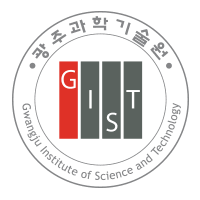 광주과학기술원
GIST
Gwangju Institute of Science and Technology